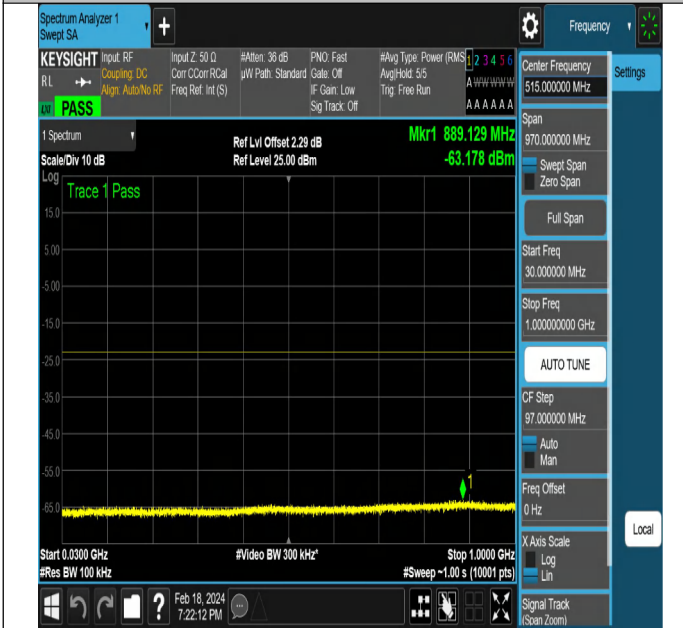 Spectrum Analyzer 1
Swept SA
+
Frequency
KEYSIGHT
RL
LXI
PASS
Input: RF
Coupling: DC
Align: Auto/No RF
Input Z: 50 Ω
Corr CCorr RCal
Freq Ref: Int (S)
#Atten: 36 dB
µW Path: Standard
PNO: Fast
Gate: Off
IF Gain: Low
Sig Track: Off
#Avg Type: Power (RMS
Avg|Hold: 5/5
Trig: Free Run
1 2 3 4 5 6
A W W W W W
A A A A A A
1 Spectrum
Scale/Div 10 dB
Ref Lvl Offset 2.29 dB
Ref Level 25.00 dBm
Mkr1 889.129 MHz
-63.178 dBm
Log
Trace 1 Pass
15.0
5.00
-5.00
-15.0
-25.0
-35.0
-45.0
-55.0
-65.0
1
Start 0.0300 GHz
#Res BW 100 kHz
#Video BW 300 kHz*
Stop 1.0000 GHz
#Sweep ~1.00 s (10001 pts)
Feb 18, 2024
7:22:12 PM
?
Center Frequency
515.000000 MHz
Settings
Span
970.000000 MHz
Swept Span
Zero Span
Full Span
Start Freq
30.000000 MHz
Stop Freq
1.000000000 GHz
AUTO TUNE
CF Step
97.000000 MHz
Auto
Man
Freq Offset
0 Hz
X Axis Scale
Log
Lin
Local
Signal Track
(Span Zoom)